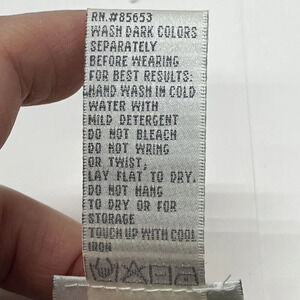 RN.#85653
WASH DARK COLORS
SEPARATELY
BEFORE WEARING
FOR BEST RESULTS:
HAND WASH IN COLD
WATER WITH
MILD DETERGENT
DO NOT BLEACH
DO NOT WRING
OR TWIST,
LAY FLAT TO DRY.
DO NOT HANG
TO DRY OR FOR
STORAGE
TOUCH UP WITH COOL
IRON